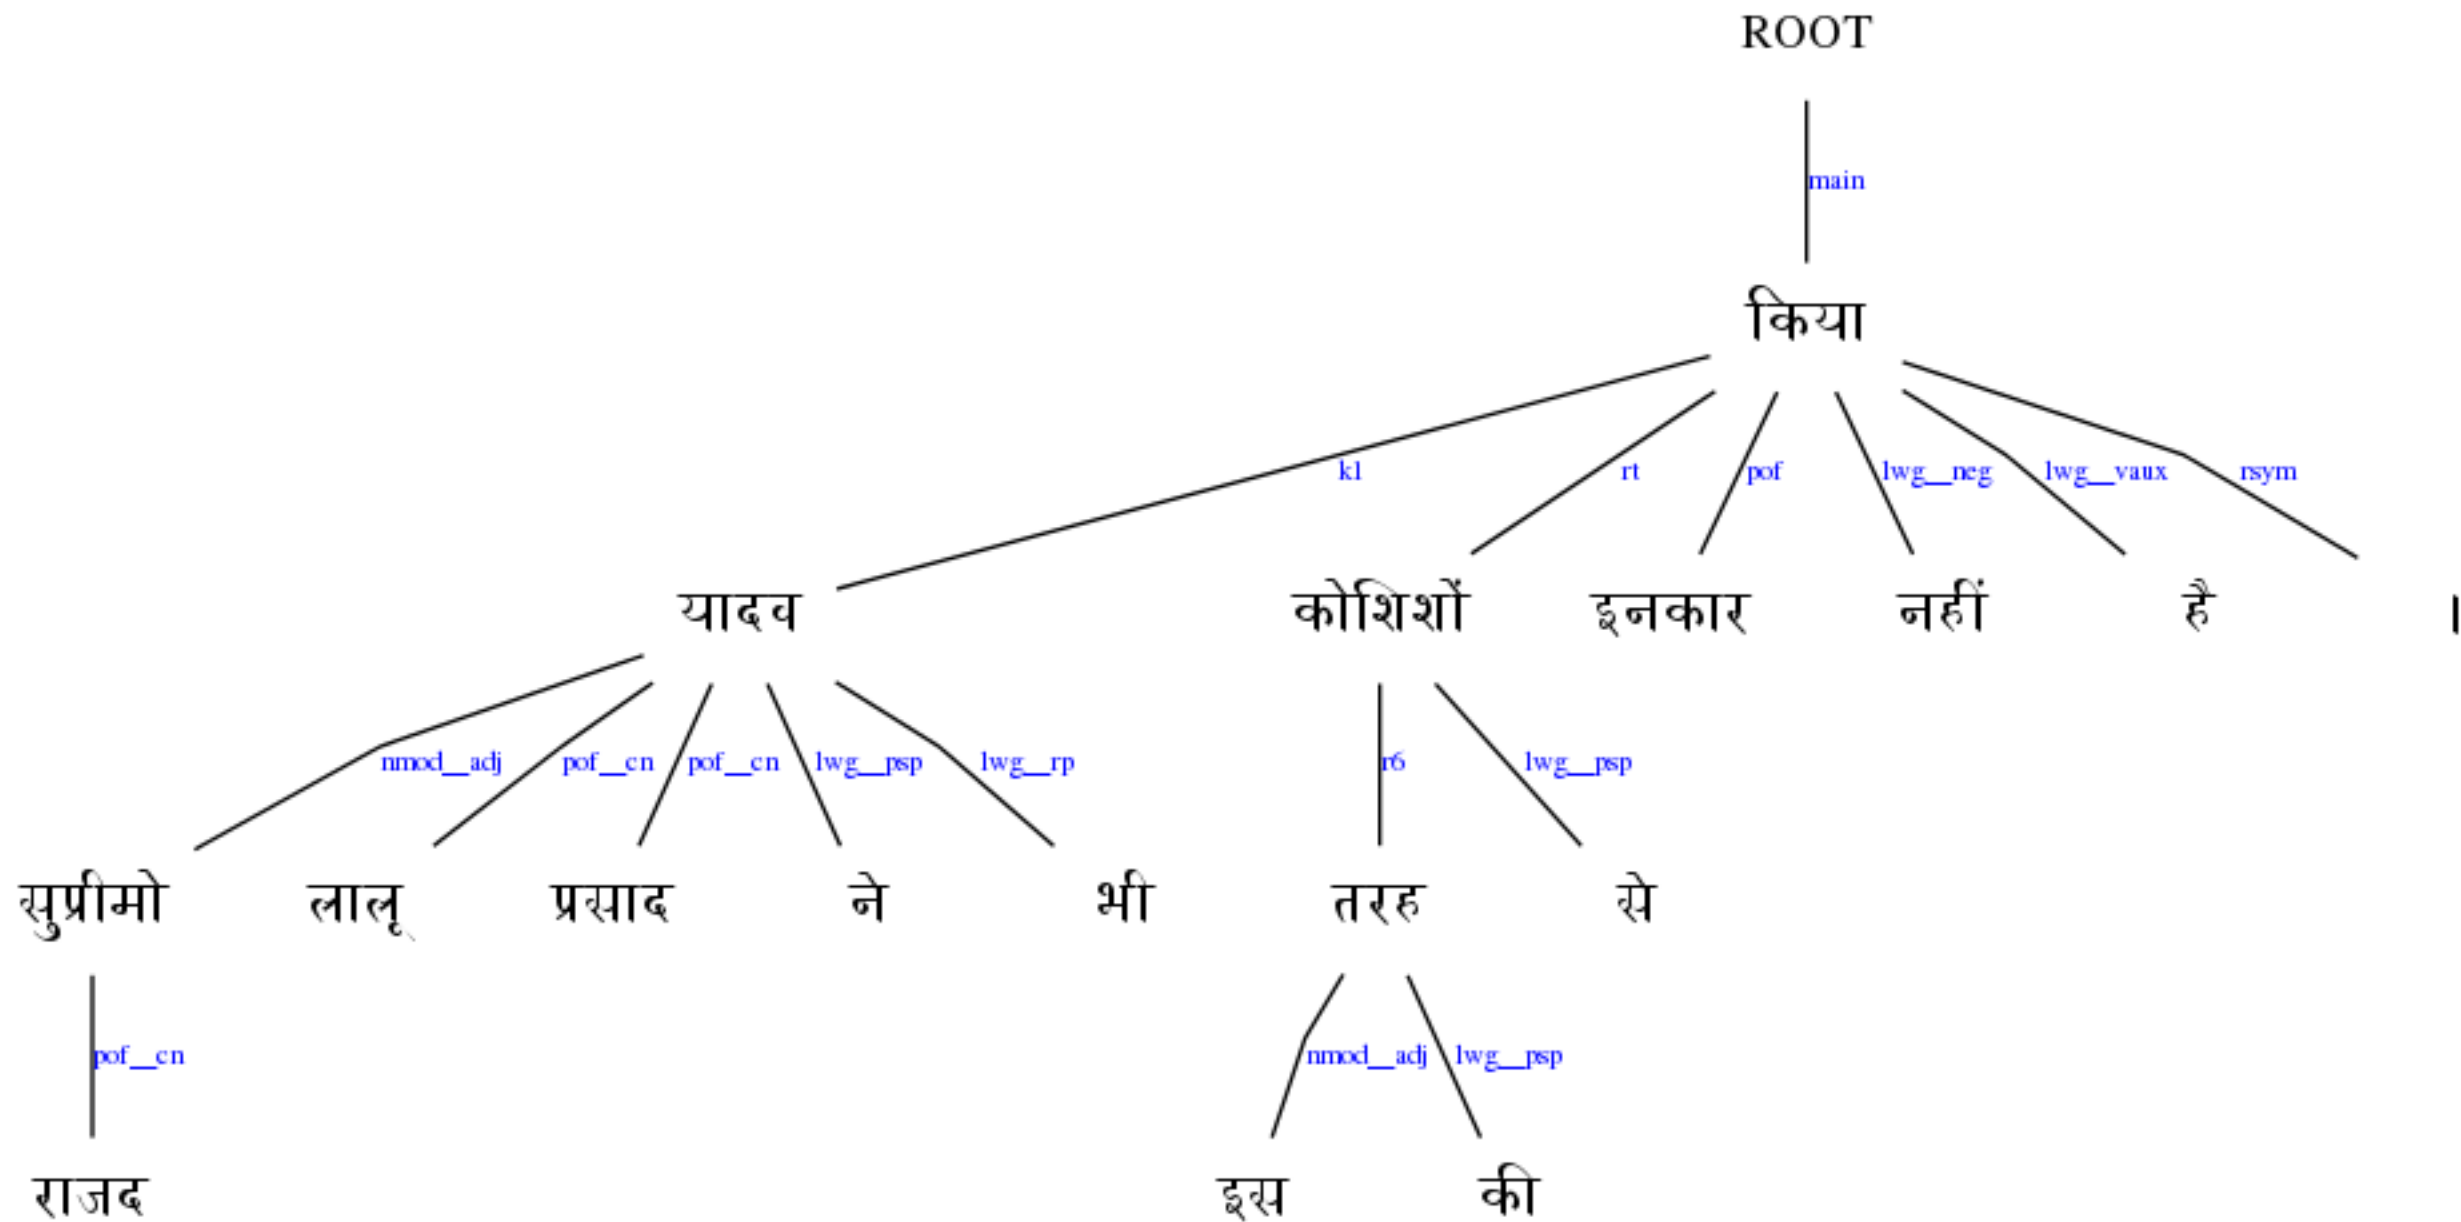 ROOT
main
किया
k1 rt pof lwg__neg lwg__vaux rsym
यादव कोशिशों इनकार नहीं है ।
nmod__adj pof__cn pof__cn lwg__psp lwg__rp r6 lwg__psp
सुप्रीमो लालू प्रसाद ने भी तरह से
pof__cn nmod__adj lwg__psp
राजद इस की